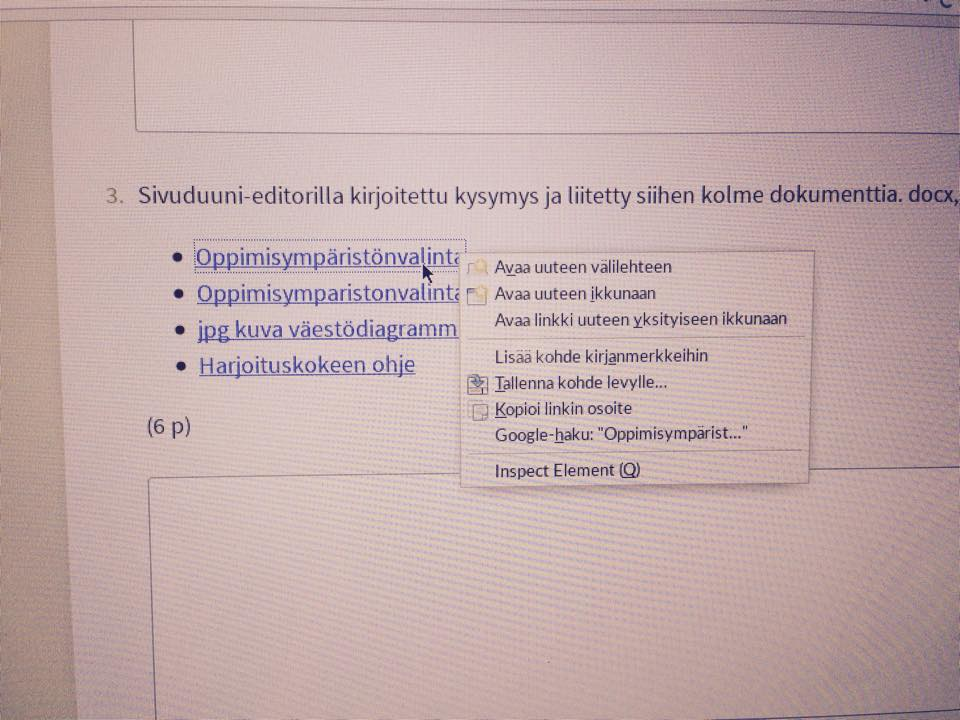 3. Sivuduuni-editorilla kirjoitettu kysymys ja liitetty siihen kolme dokumenttia. docx,
Oppimisympäristönvalinta
Oppimisymparistonvalinta
jpg kuva väestödiagramm
Harjoituskokeen ohje
(6 p)
Avaa uuteen välilehteen
Avaa uuteen ikkunaan
Avaa linkki uuteen yksityiseen ikkunaan
Lisää kohde kirjanmerkkeihin
Tallenna kohde levylle...
Kopioi linkin osoite
Google-haku: "Oppimisympärist..."
Inspect Element (Q)